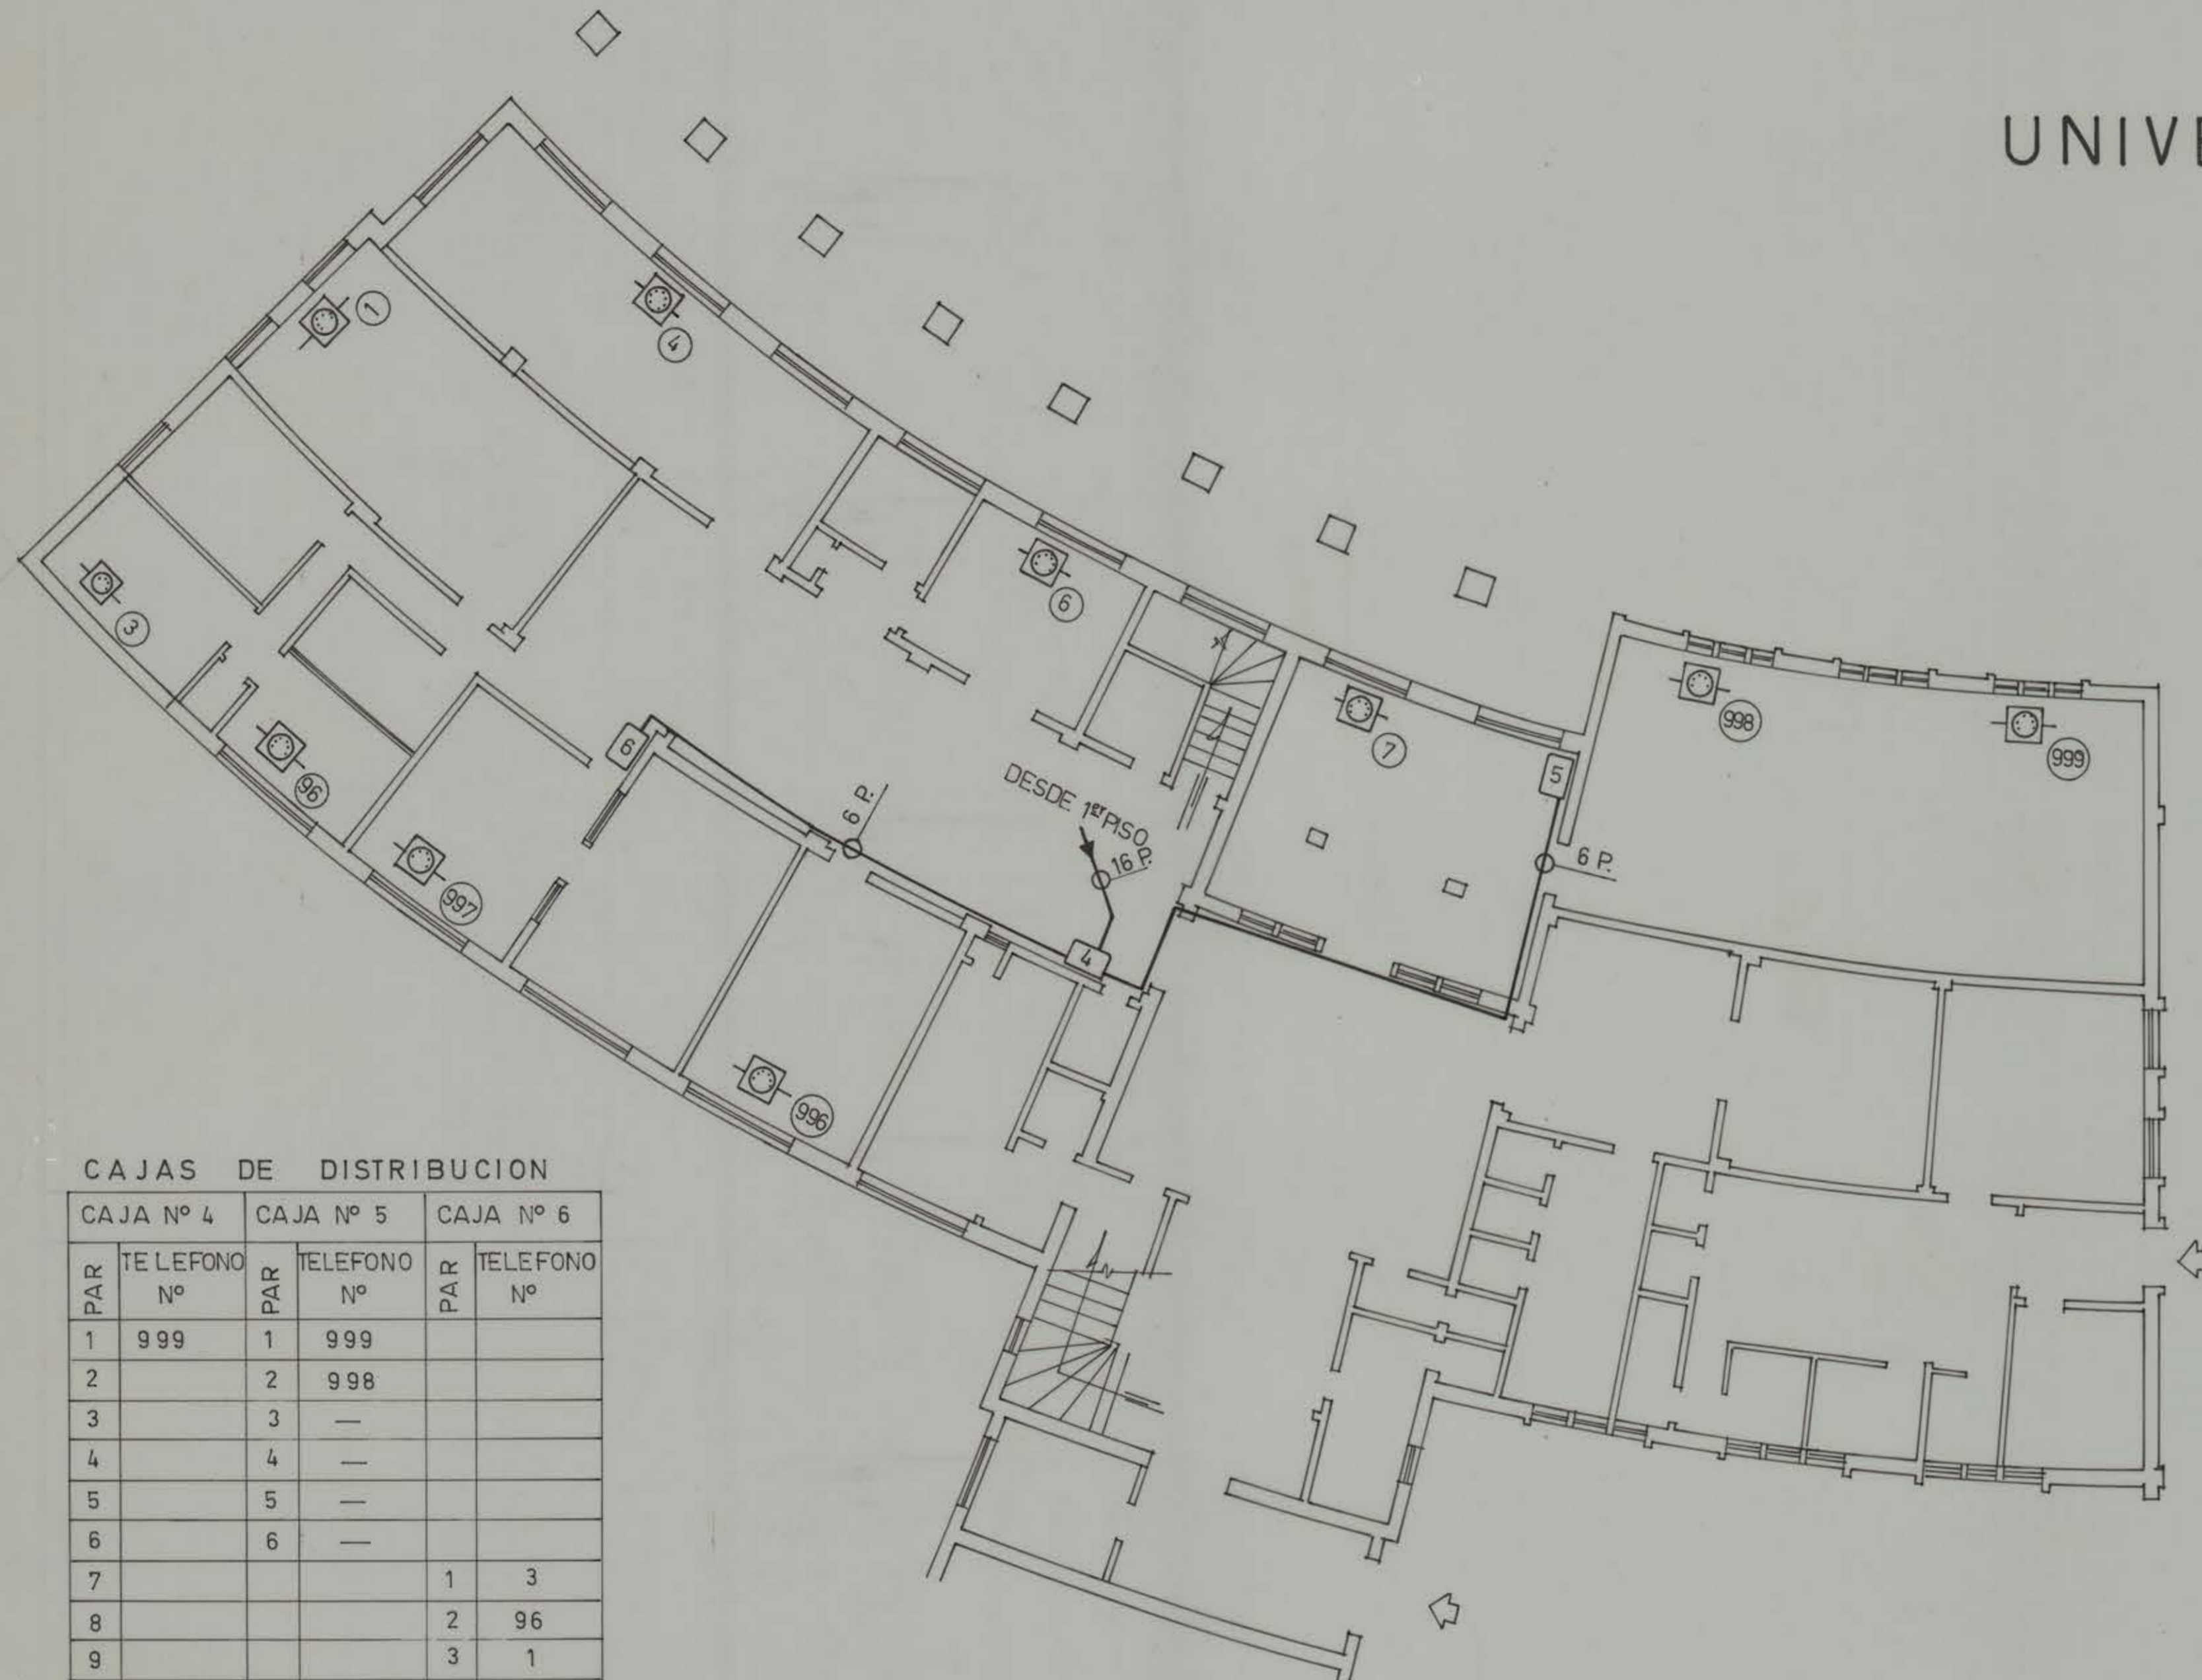 UNIVE
1
4
3
6
96
6
997
6 P.
DESDE 1er PISO
16 P.
7
5
998
999
6 P.
4
996
N
CAJAS DE DISTRIBUCION
CAJA Nº 4 CAJA Nº 5 CAJA Nº 6
PAR TELEFONO Nº PAR TELEFONO Nº PAR TELEFONO Nº
1 999 1 999
2 2 998
3 3 —
4 4 —
5 5 —
6 6 —
7 1 3
8 2 96
9 3 1